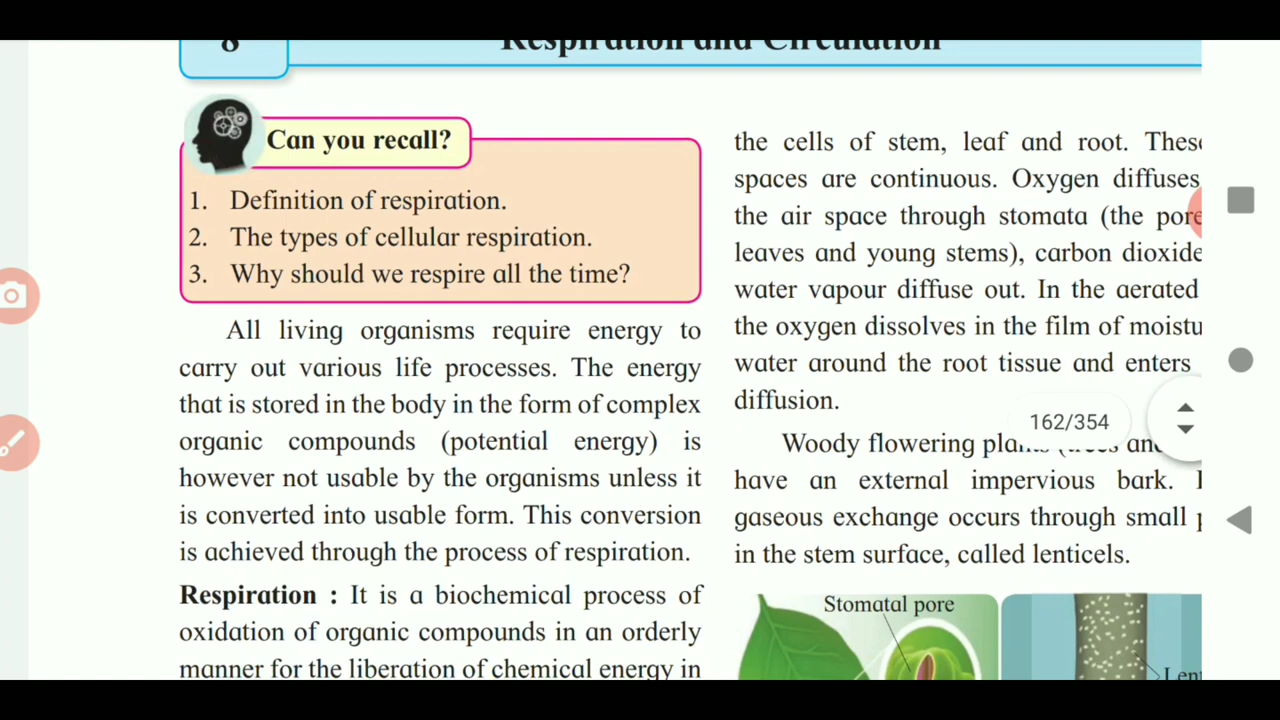 8
Respiration and Circulation
Can you recall?
1. Definition of respiration.
2. The types of cellular respiration.
3. Why should we respire all the time?
All living organisms require energy to
carry out various life processes. The energy
that is stored in the body in the form of complex
organic compounds (potential energy) is
however not usable by the organisms unless it
is converted into usable form. This conversion
is achieved through the process of respiration.
Respiration : It is a biochemical process of
oxidation of organic compounds in an orderly
manner for the liberation of chemical energy in
the cells of stem, leaf and root. These
spaces are continuous. Oxygen diffuses
the air space through stomata (the pore
leaves and young stems), carbon dioxide
water vapour diffuse out. In the aerated
the oxygen dissolves in the film of moistu
water around the root tissue and enters
diffusion.
162/354
Woody flowering
have an external impervious bark.
gaseous exchange occurs through small
in the stem surface, called lenticels.
Stomatal pore
Lent